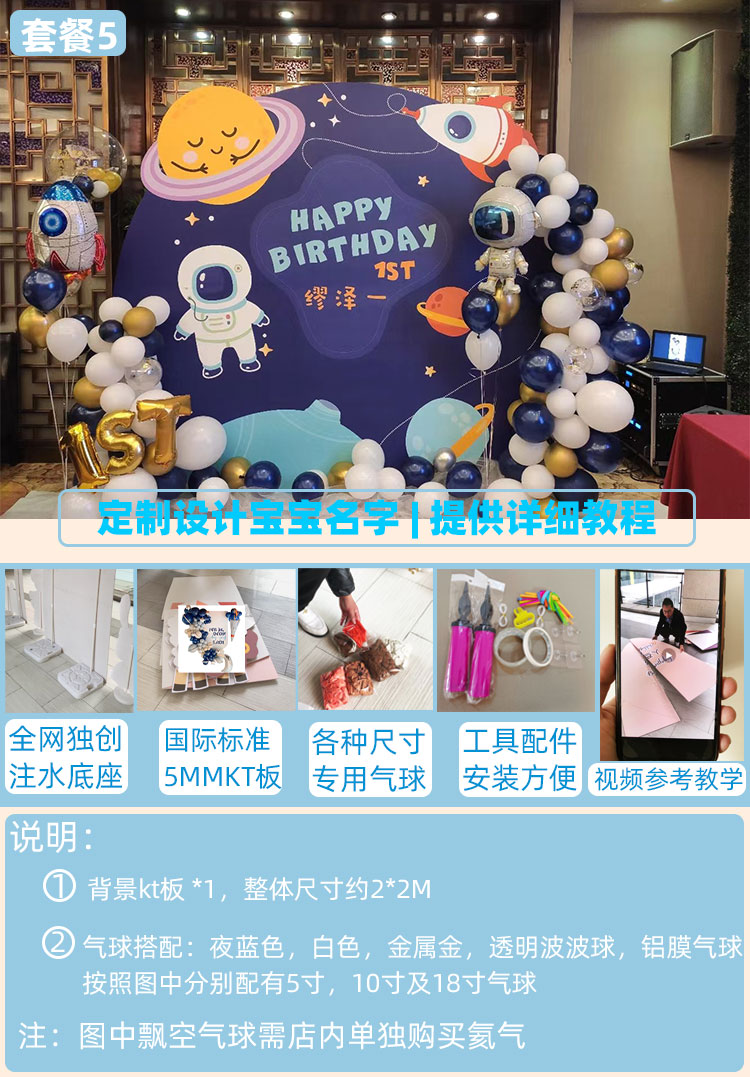 套餐5
HAPPY
BIRTHDAY
1ST
缪泽一
1ST
定制设计宝宝名字 | 提供详细教程
全网独创
注水底座
国际标准
5MMKT板
各种尺寸
专用气球
工具配件
安装方便
视频参考教学
说明：
① 背景kt板 *1，整体尺寸约2*2M
② 气球搭配：夜蓝色，白色，金属金，透明波波球，铝膜气球
按照图中分别配有5寸，10寸及18寸气球
注：图中飘空气球需店内单独购买氦气